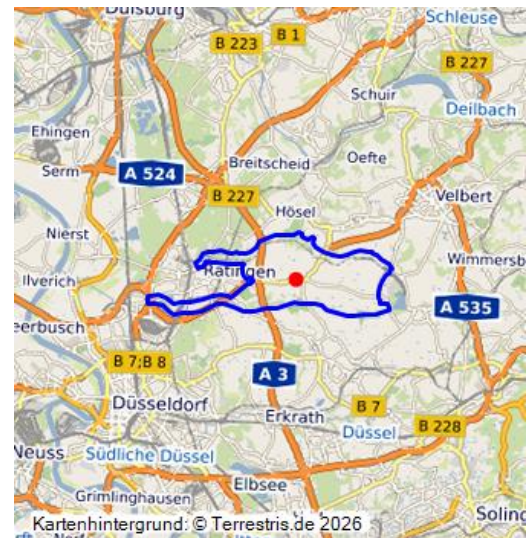 Duisburg
Schleuse
B 223
B 1
B 227
Schuir
Deilbach
Ehingen
Breitscheid
Oefte
Serm
A 524
B 227
Velbert
Hösel
Nierst
Ratingen
Wimmersb
Ilverich
A 535
eerbusch
B 7;B 8
A 3
Düsseldorf
B 7
Erkrath
Düssel
B 228
Neuss
Südliche Düssel
Elbsee
Grimlinghausen
Soling
Kartenhintergrund: © Terrestris.de 2026